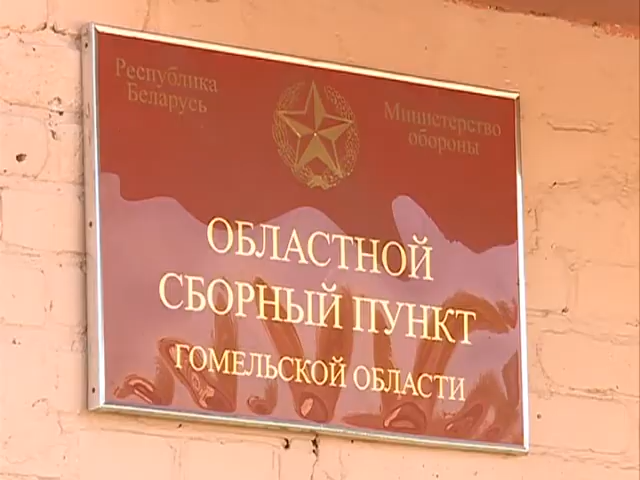 Республика
Беларусь
Министерство
обороны
ОБЛАСТНОЙ
СБОРНЫЙ ПУНКТ
ГОМЕЛЬСКОЙ ОБЛАСТИ